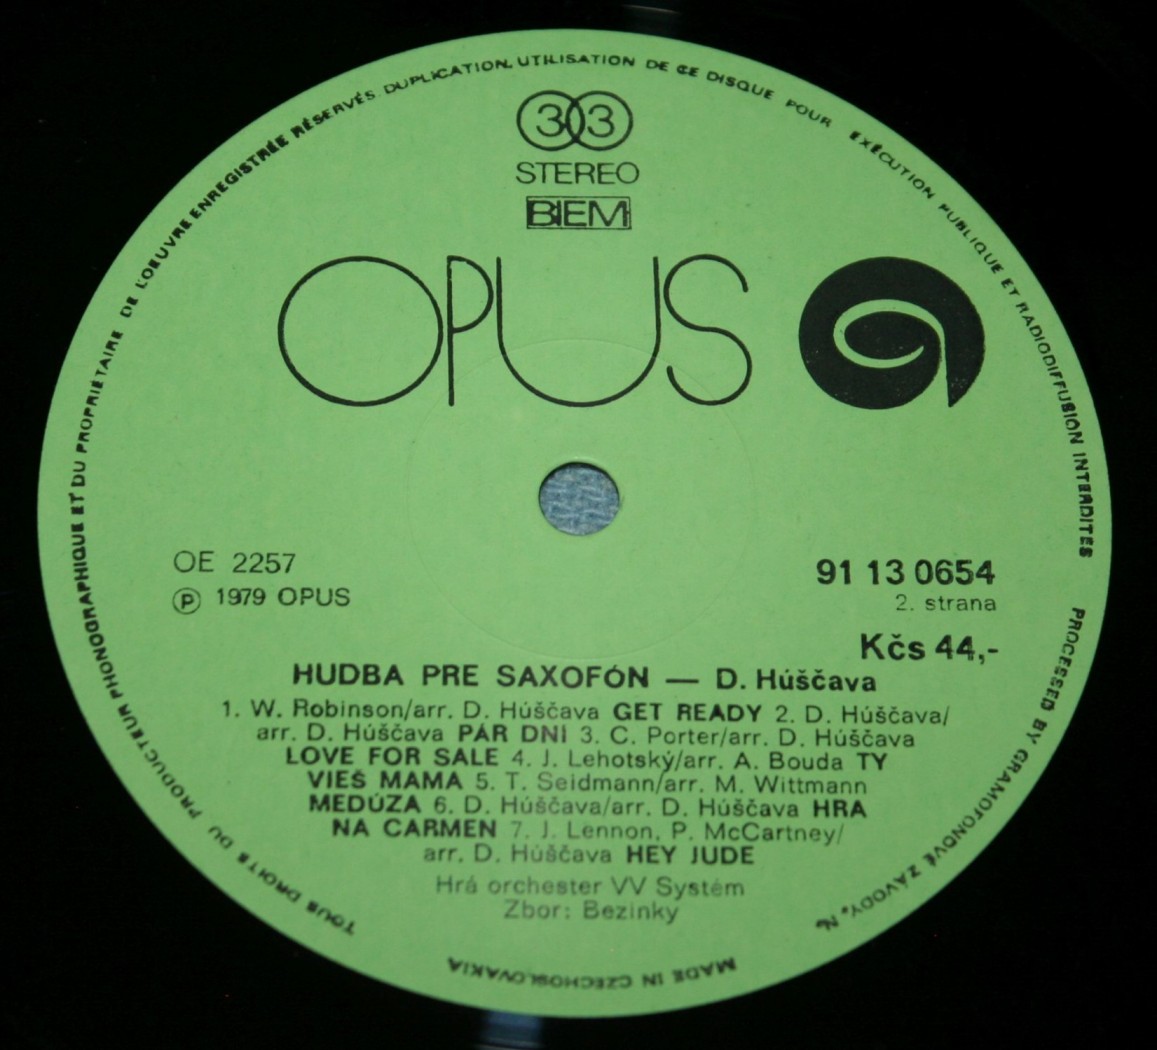 TOUS DROITS DU PRODUCTEUR PHONOGRAPHIQUE ET DU PROPRIÉTAIRE DE L'OEUVRE ENREGISTRÉE RÉSERVÉS. DUPLICATION. UTILISATION DE CE DISQUE POUR EXÉCUTION PUBLIQUE ET RADIODIFFUSION INTERDITES
33
STEREO
BIEM
OPUS
OE 2257
Ⓟ 1979 OPUS
91 13 0654
2. strana
Kčs 44,-
HUDBA PRE SAXOFÓN — D. Húščava
1. W. Robinson/arr. D. Húščava GET READY 2. D. Húščava/
arr. D. Húščava PÁR DNÍ 3. C. Porter/arr. D. Húščava
LOVE FOR SALE 4. J. Lehotský/arr. A. Bouda TY
VIEŠ MAMA 5. T. Seidmann/arr. M. Wittmann
MEDÚZA 6. D. Húščava/arr. D. Húščava HRA
NA CARMEN 7. J. Lennon, P. McCartney/
arr. D. Húščava HEY JUDE
Hrá orchester VV Systém
Zbor: Bezinky
PROCESSED BY GRAMOFONOVÉ ZÁVODY,
MADE IN CZECHOSLOVAKIA